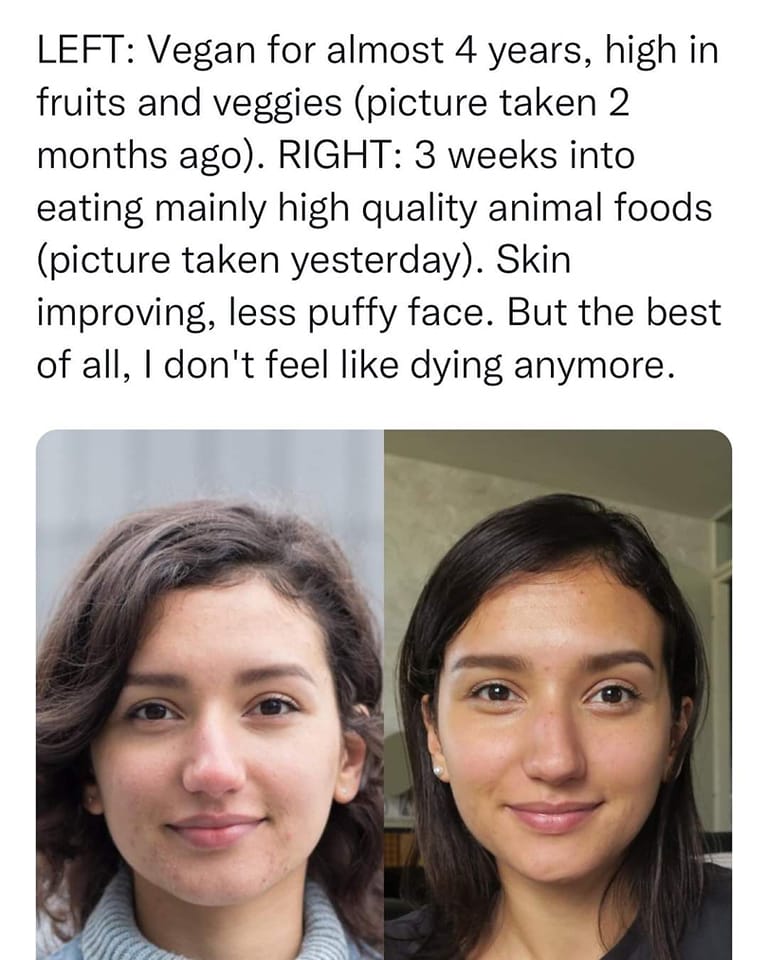 LEFT: Vegan for almost 4 years, high in
fruits and veggies (picture taken 2
months ago). RIGHT: 3 weeks into
eating mainly high quality animal foods
(picture taken yesterday). Skin
improving, less puffy face. But the best
of all, I don't feel like dying anymore.